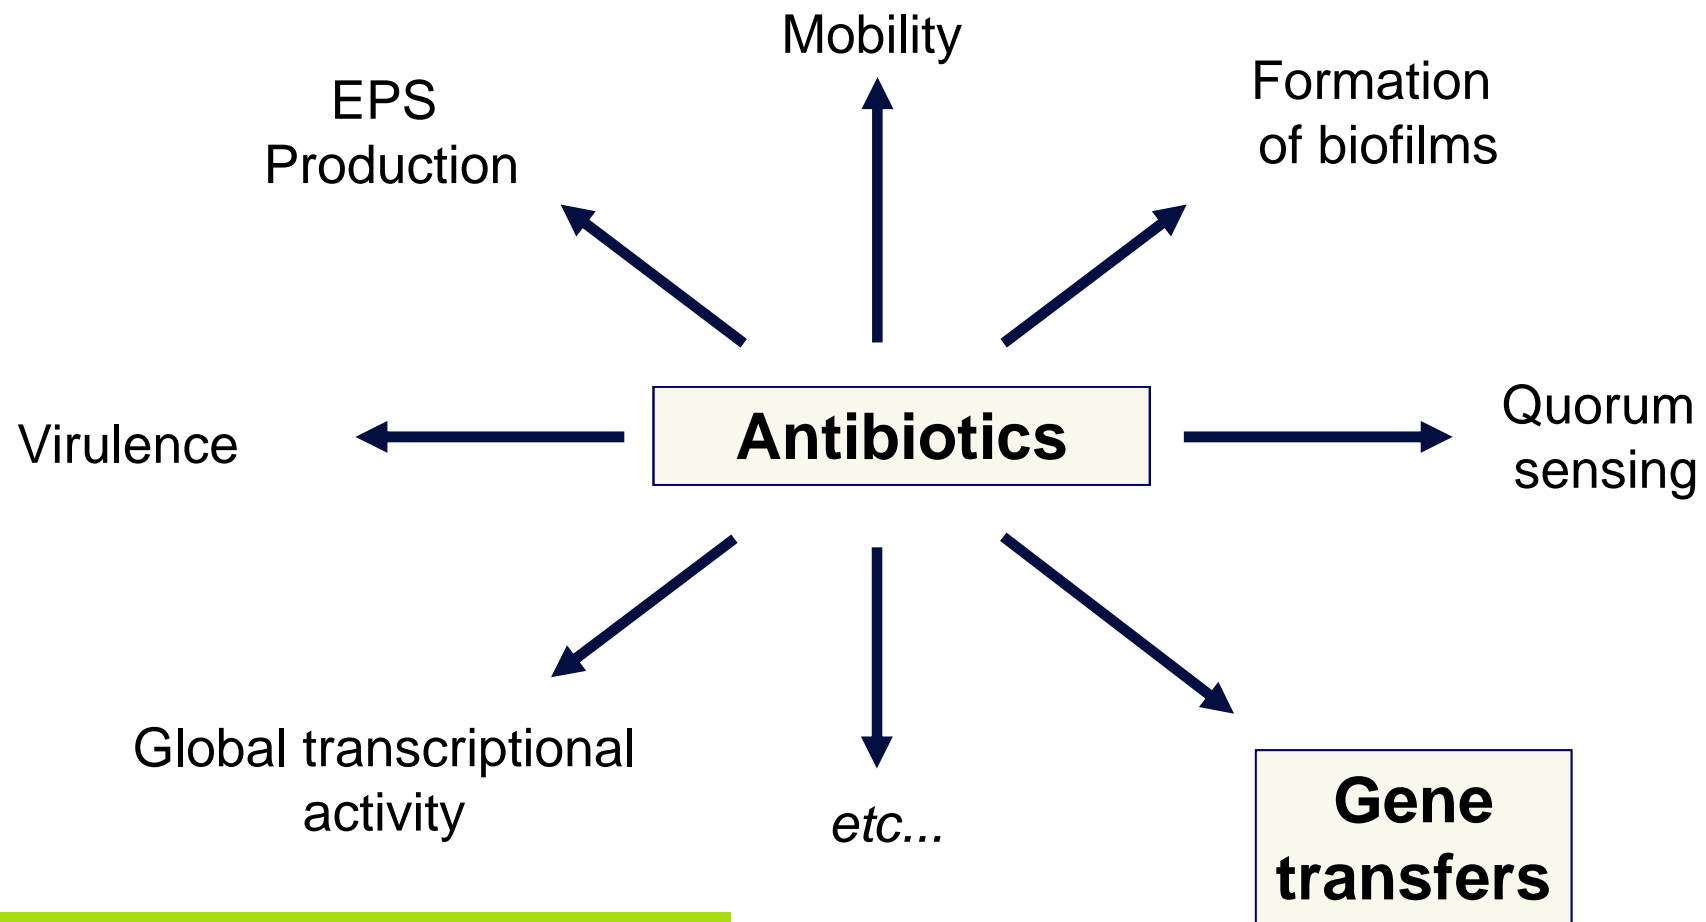 Mobility
EPS
Production
Formation
of biofilms
Virulence
Antibiotics
Quorum
sensing
Global transcriptional
activity
etc...
Gene
transfers